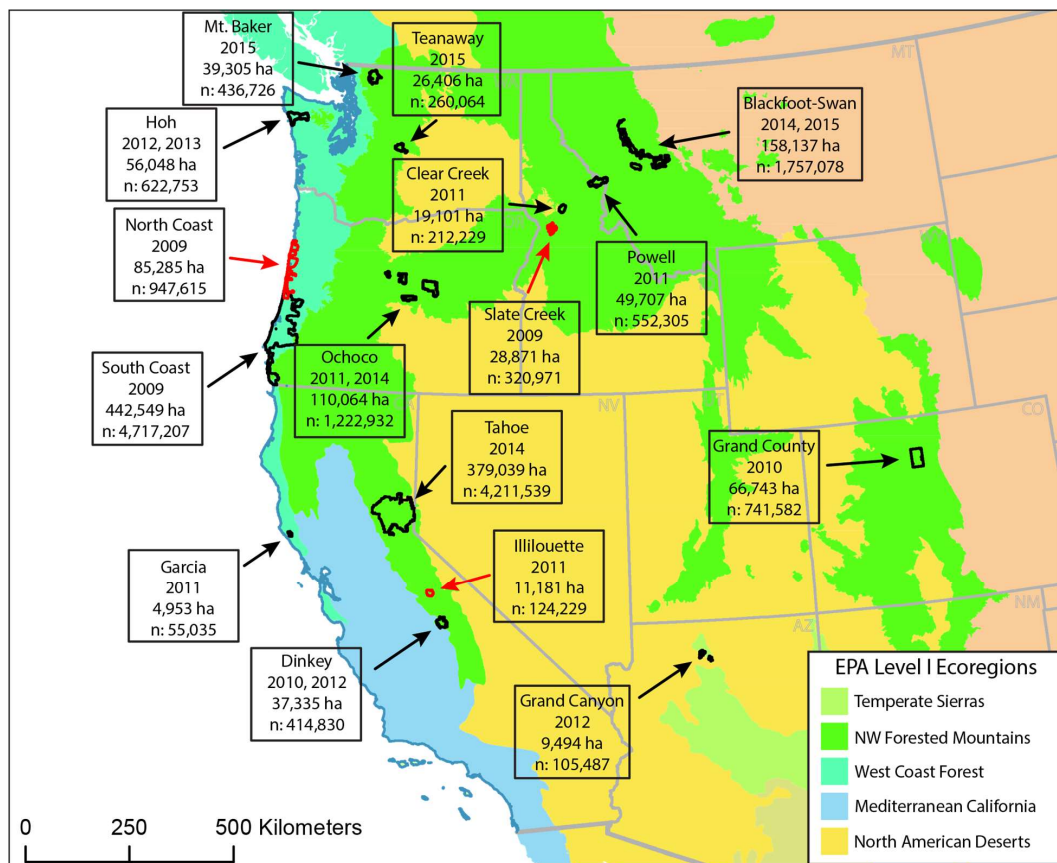 Mt. Baker
2015
39,305 ha
n: 436,726
Teanaway
2015
26,406 ha
n: 260,064
MT
Blackfoot-Swan
2014, 2015
158,137 ha
n: 1,757,078
Hoh
2012, 2013
56,048 ha
n: 622,753
Clear Creek
2011
19,101 ha
n: 212,229
North Coast
2009
85,285 ha
n: 947,615
Powell
2011
49,707 ha
n: 552,305
Slate Creek
2009
28,871 ha
n: 320,971
South Coast
2009
442,549 ha
n: 4,717,207
Ochoco
2011, 2014
110,064 ha
n: 1,222,932
NV
CO
Tahoe
2014
379,039 ha
n: 4,211,539
Grand County
2010
66,743 ha
n: 741,582
Garcia
2011
4,953 ha
n: 55,035
Illilouette
2011
11,181 ha
n: 124,229
NM
AZ
Dinkey
2010, 2012
37,335 ha
n: 414,830
Grand Canyon
2012
9,494 ha
n: 105,487
EPA Level I Ecoregions
Temperate Sierras
NW Forested Mountains
West Coast Forest
Mediterranean California
North American Deserts
0 250 500 Kilometers